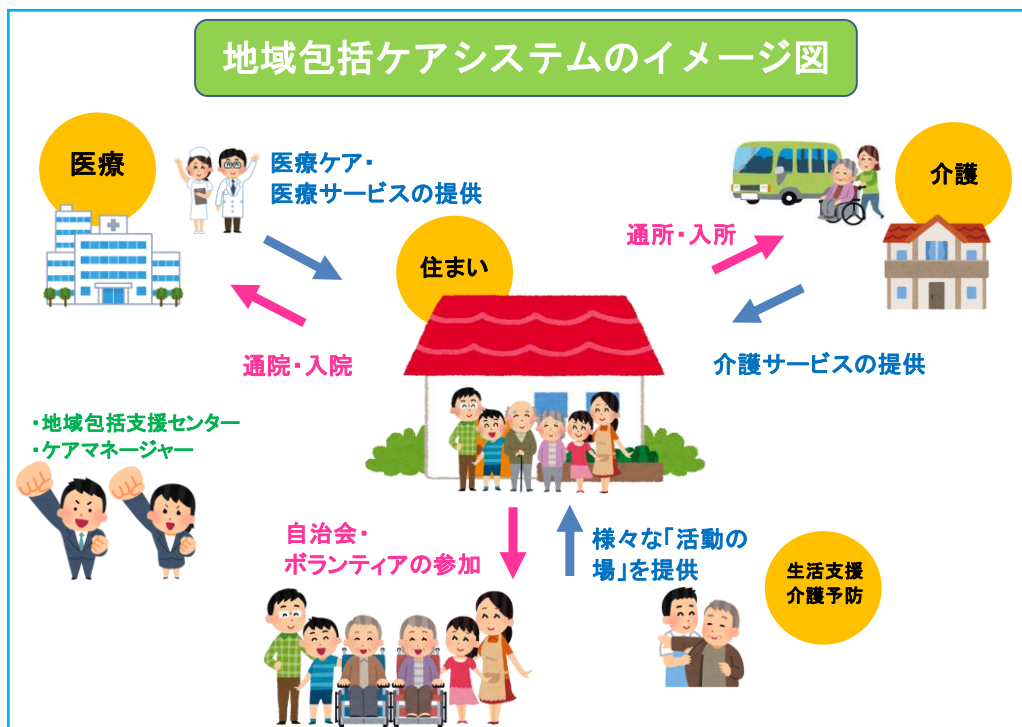 地域包括ケアシステムのイメージ図
医療
医療ケア・
医療サービスの提供
介護
通所・入所
住まい
通院・入院
介護サービスの提供
・地域包括支援センター
・ケアマネージャー
自治会・
ボランティアの参加
様々な「活動の
場」を提供
生活支援
介護予防